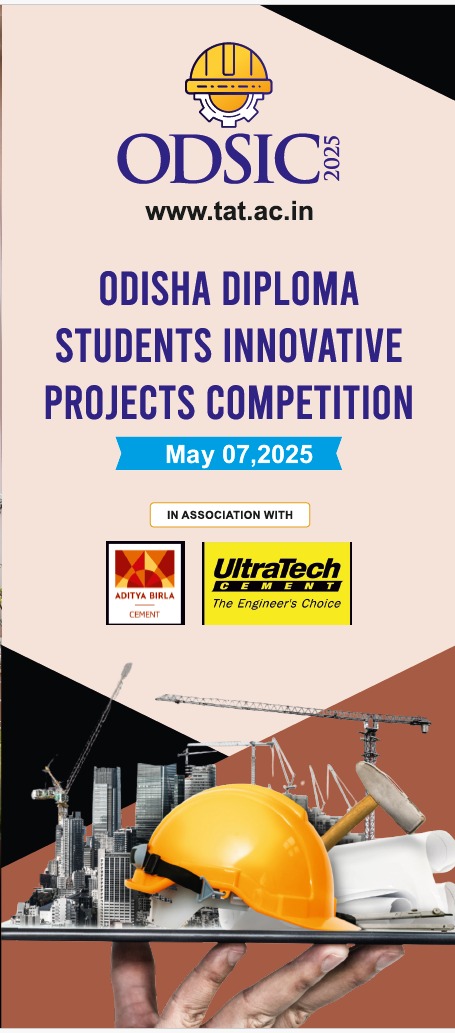 ODSIC 2025
www.tat.ac.in
ODISHA DIPLOMA
STUDENTS INNOVATIVE
PROJECTS COMPETITION
May 07,2025
IN ASSOCIATION WITH
ADITYA BIRLA
CEMENT
UltraTech
CEMENT
The Engineer's Choice